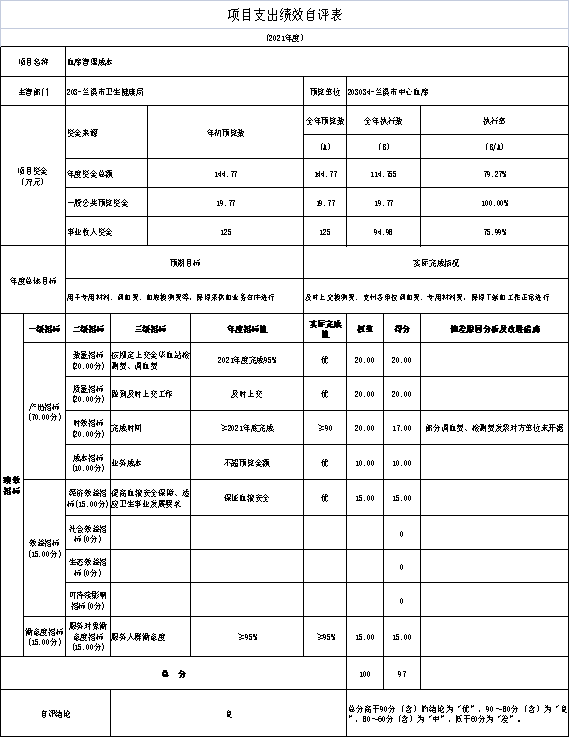 项目支出绩效自评表
(2021年度)
项目名称 血库管理成本
主管部门 203-兰溪市卫生健康局 预算单位 203034-兰溪市中心血库
项目资金
(万元)
资金来源 年初预算数 全年预算数 全年执行数 执行率
(A) (B) (B/A)
年度资金总额 144.77 144.77 114.755 79.27%
一般公共预算资金 19.77 19.77 19.77 100.00%
事业收入资金 125 125 94.98 75.99%
年度总体目标
预期目标 实际完成情况
用于专用材料、调血费、血液检测费等，保障采供血业务合理进行
及时上交检测费、支付各单位调血费、专用材料费，保障了献血工作正常进行
绩效
指标
一级指标 二级指标 三级指标 年度指标值 实际完成
值 权重 得分 偏差原因分析及改进措施
产出指标
(70.00分)
数量指标
(20.00分) 按规定上交金华血站检
测费、调血费 2021年度完成95% 优 20.00 20.00
质量指标
(20.00分) 做到及时上交工作 及时上交 优 20.00 20.00
时效指标
(20.00分) 完成时间 ≥2021年度完成 ≥90 20.00 17.00 部分调血费、检测费发票对方单位未开据
成本指标
(10.00分) 业务成本 不超预算金额 优 10.00 10.00
效益指标
(15.00分)
经济效益指
标(15.00分) 提高血液安全保障、适
应卫生事业发展要求 保证血液安全 优 15.00 15.00
社会效益指
标(0分) 0
生态效益指
标(0分) 0
可持续影响
指标(0分) 0
满意度指标
(15.00分)
服务对象满
意度指标
(15.00分) 服务人群满意度 ≥95% ≥95% 15.00 15.00
总 分 100 97
自评结论 良
总分高于90分（含）的结论为“优”，90～80分（含）为“良
”，80～60分（含）为“中”，低于60分为“差”。